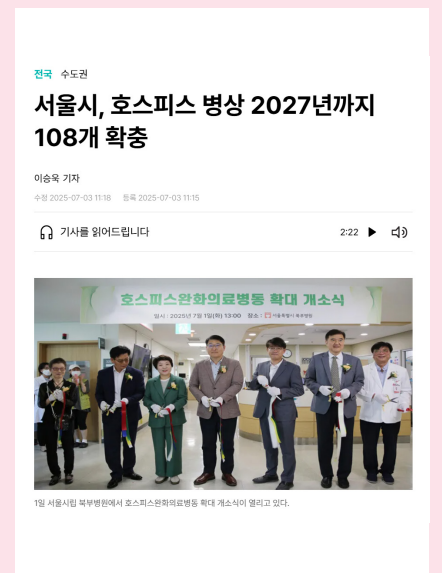 전국 수도권
서울시, 호스피스 병상 2027년까지
108개 확충
이승욱 기자
수정 2025-07-03 11:18 등록 2025-07-03 11:15
기사를 읽어드립니다
2:22
호스피스완화의료병동 확대 개소식
일시 : 2025년 7월 1일(화) 13:00 장소 : 서울특별시 북부병원
1일 서울시립 북부병원에서 호스피스완화의료병동 확대 개소식이 열리고 있다.